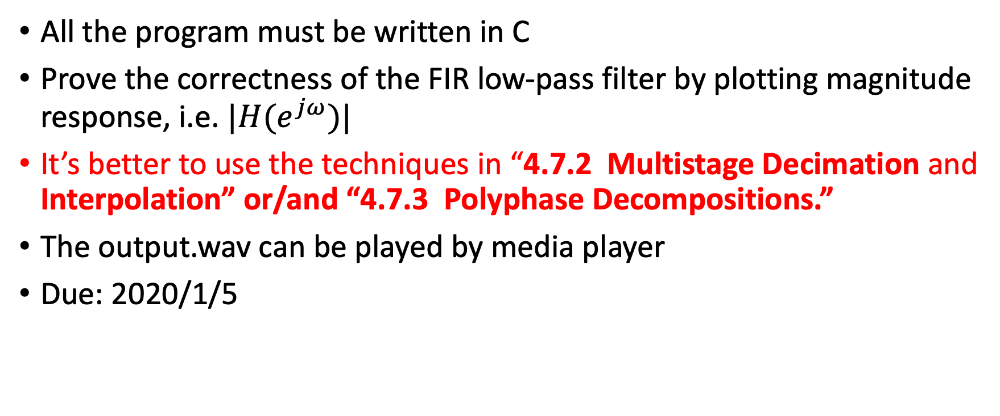 • All the program must be written in C
• Prove the correctness of the FIR low-pass filter by plotting magnitude
response, i.e. |𝐻(𝑒^{𝑗𝜔})|
• It’s better to use the techniques in “4.7.2  Multistage Decimation and
Interpolation” or/and “4.7.3  Polyphase Decompositions.”
• The output.wav can be played by media player
• Due: 2020/1/5